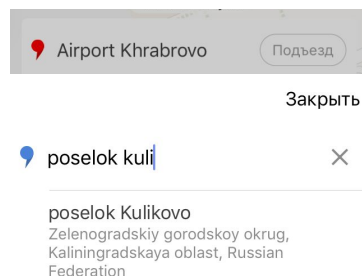 Airport Khrabrovo
Подъезд
Закрыть
poselok kuli
poselok Kulikovo
Zelenogradskiy gorodskoy okrug,
Kaliningradskaya oblast, Russian
Federation